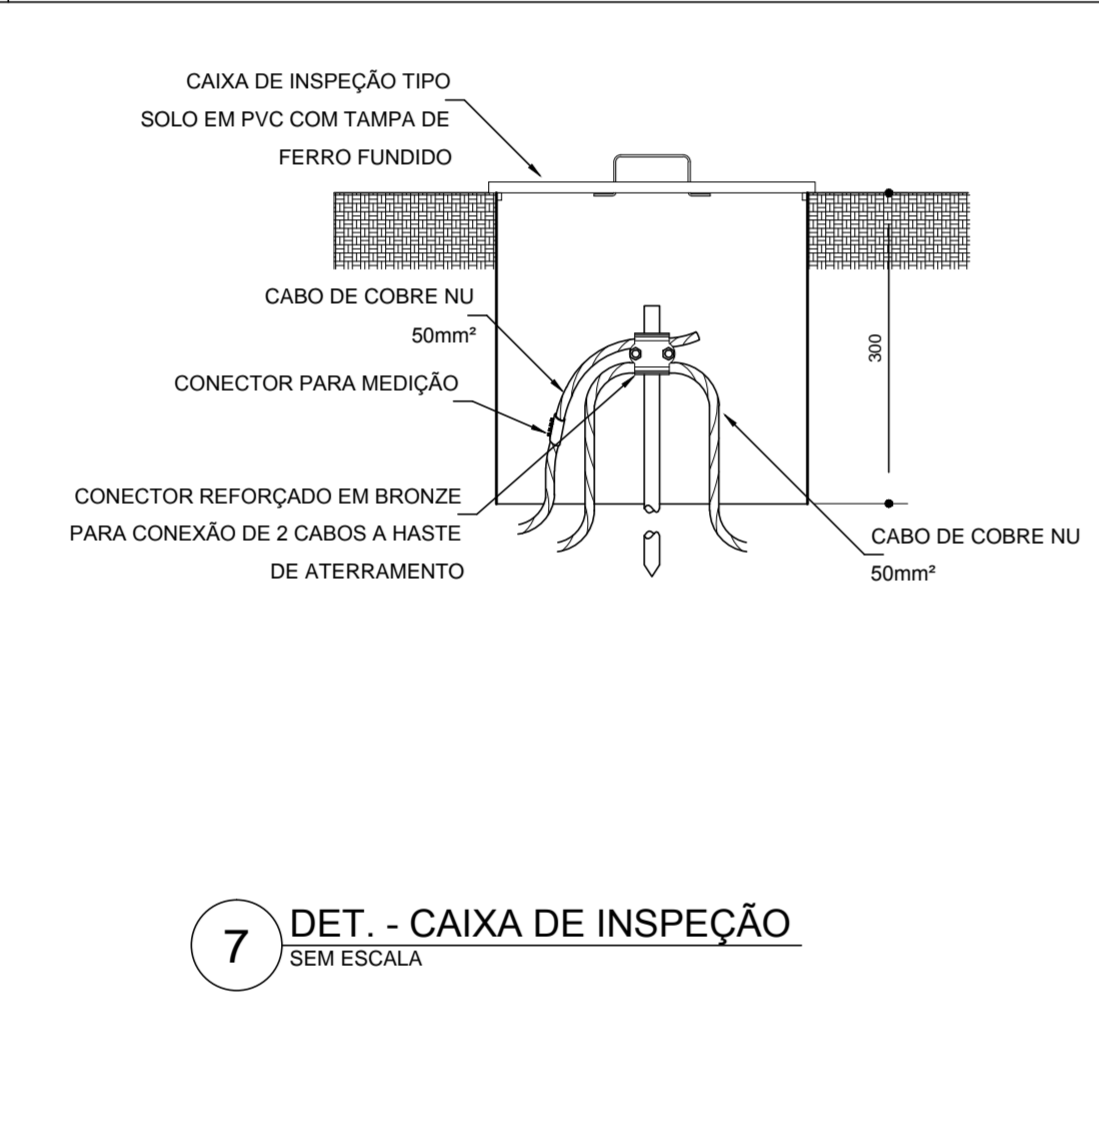 CAIXA DE INSPEÇÃO TIPO
SOLO EM PVC COM TAMPA DE
FERRO FUNDIDO
CABO DE COBRE NU
50mm²
300
CONECTOR PARA MEDIÇÃO
CONECTOR REFORÇADO EM BRONZE
PARA CONEXÃO DE 2 CABOS A HASTE
DE ATERRAMENTO
CABO DE COBRE NU
50mm²
7
DET. - CAIXA DE INSPEÇÃO
SEM ESCALA